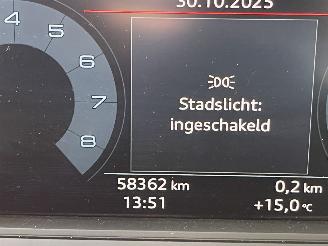 30.10.2025
4
5
6
7
8
Stadslicht:
ingeschakeld
58362 km
0,2 km
13:51
+15,0 °C